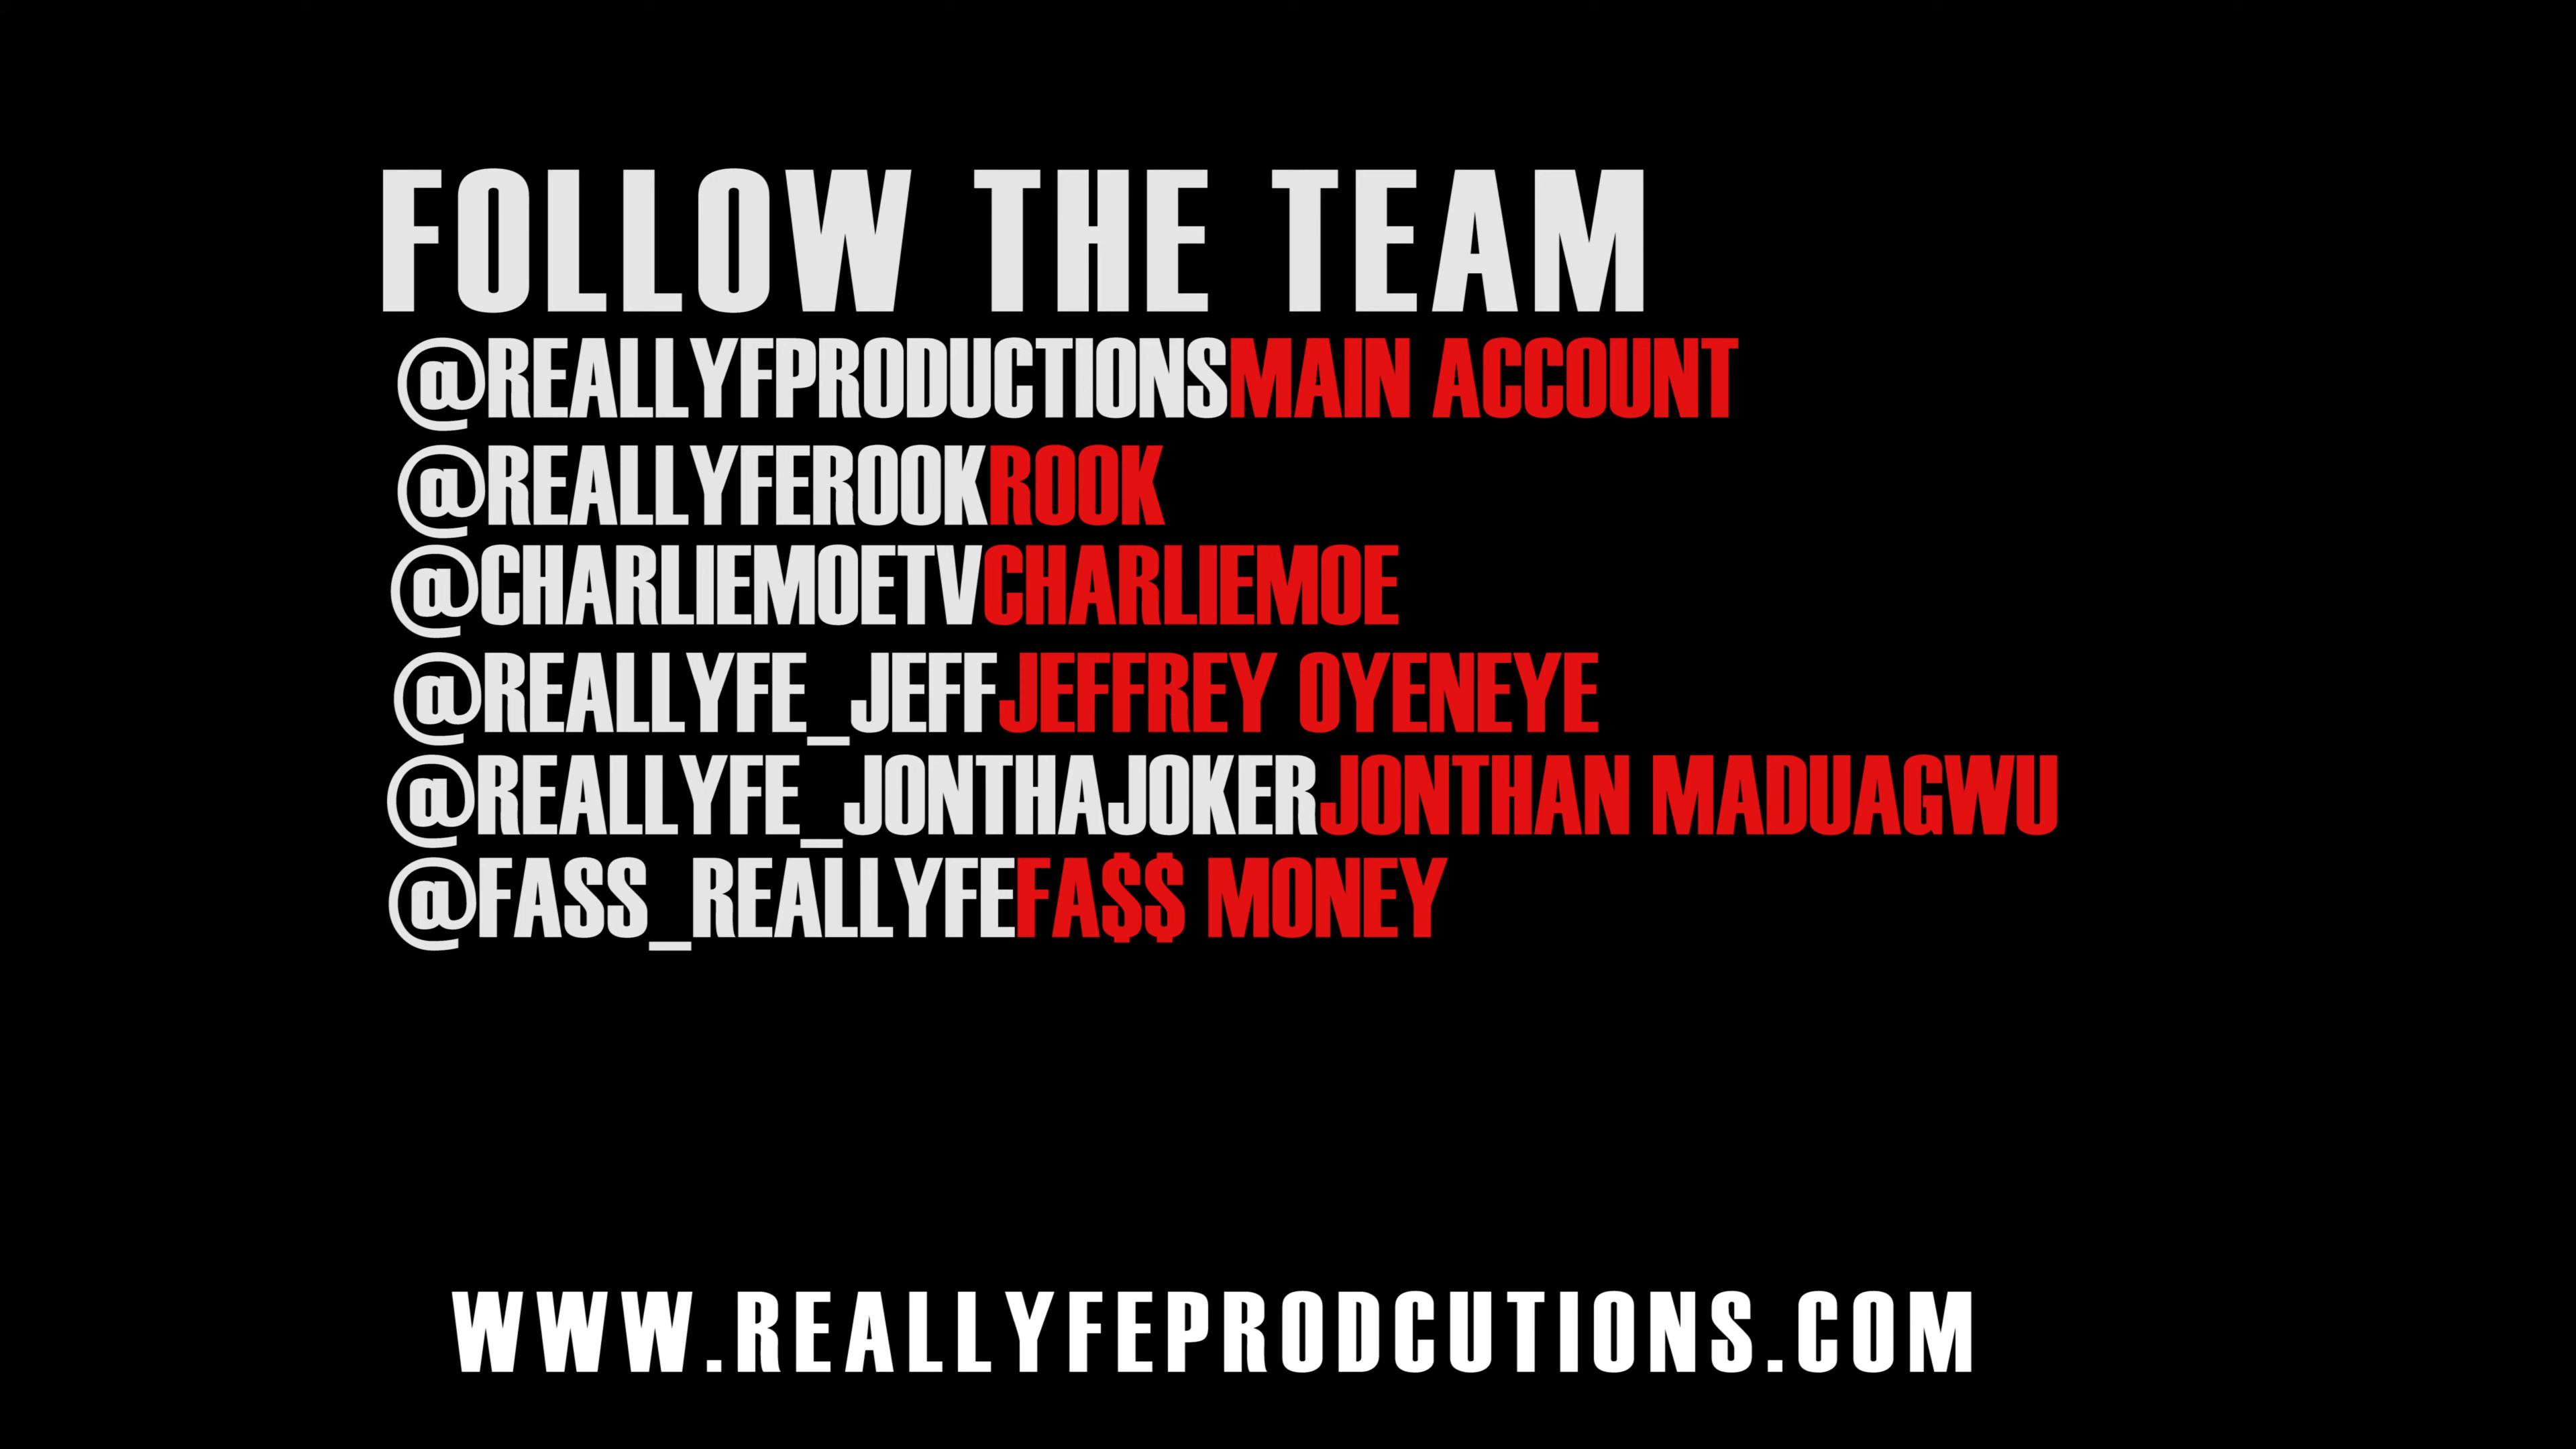 FOLLOW THE TEAM
@REALLYFPRODUCTIONSMAIN ACCOUNT
@REALLYFEROOKROOK
@CHARLIEMOETVCHARLIEMOE
@REALLYFE_JEFFJEFFREY OYENEYE
@REALLYFE_JONTHAJOKERJONTHAN MADUAGWU
@FASS_REALLYFEFA$$ MONEY
WWW.REALLYFEPRODCUTIONS.COM